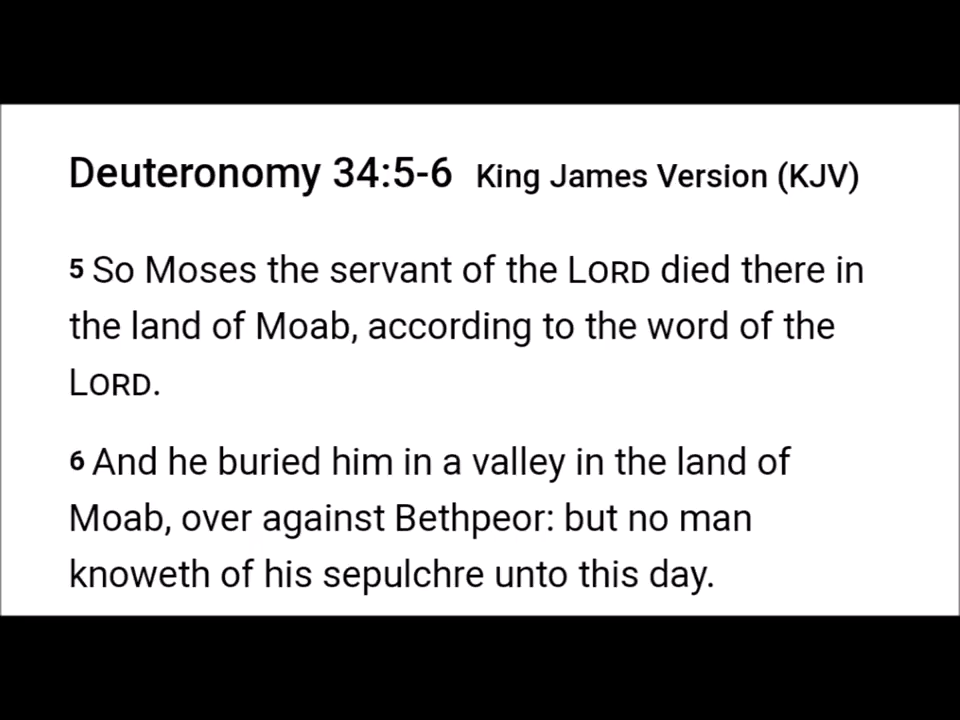 Deuteronomy 34:5-6 King James Version (KJV)
5 So Moses the servant of the LORD died there in
the land of Moab, according to the word of the
LORD.
6 And he buried him in a valley in the land of
Moab, over against Bethpeor: but no man
knoweth of his sepulchre unto this day.